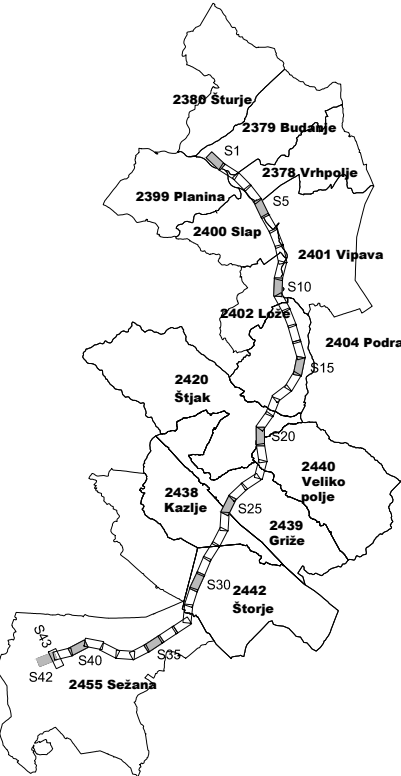 2380 Šturje
2379 Budanje
S1
2378 Vrhpolje
2399 Planina
S5
2400 Slap
2401 Vipava
S10
2402 Lože
2404 Podra
S15
2420
Štjak
S20
2440
Veliko
polje
2438
Kazlje
S25
2439
Griže
S30
2442
Štorje
S43
S40
S35
S42
2455 Sežana